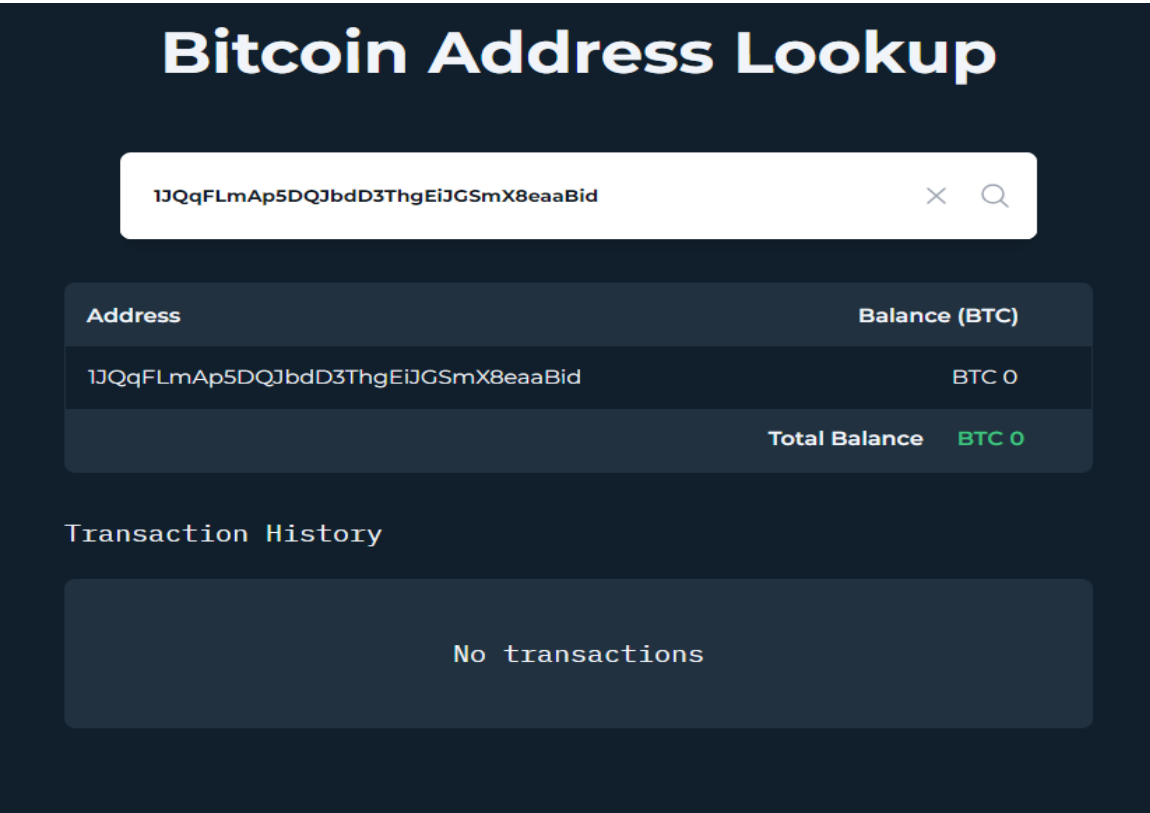 Bitcoin Address Lookup
1JQqFLmAp5DQJbdD3ThgEiJGSmX8eaaBid
Address Balance (BTC)
1JQqFLmAp5DQJbdD3ThgEiJGSmX8eaaBid BTC 0
Total Balance BTC 0
Transaction History
No transactions